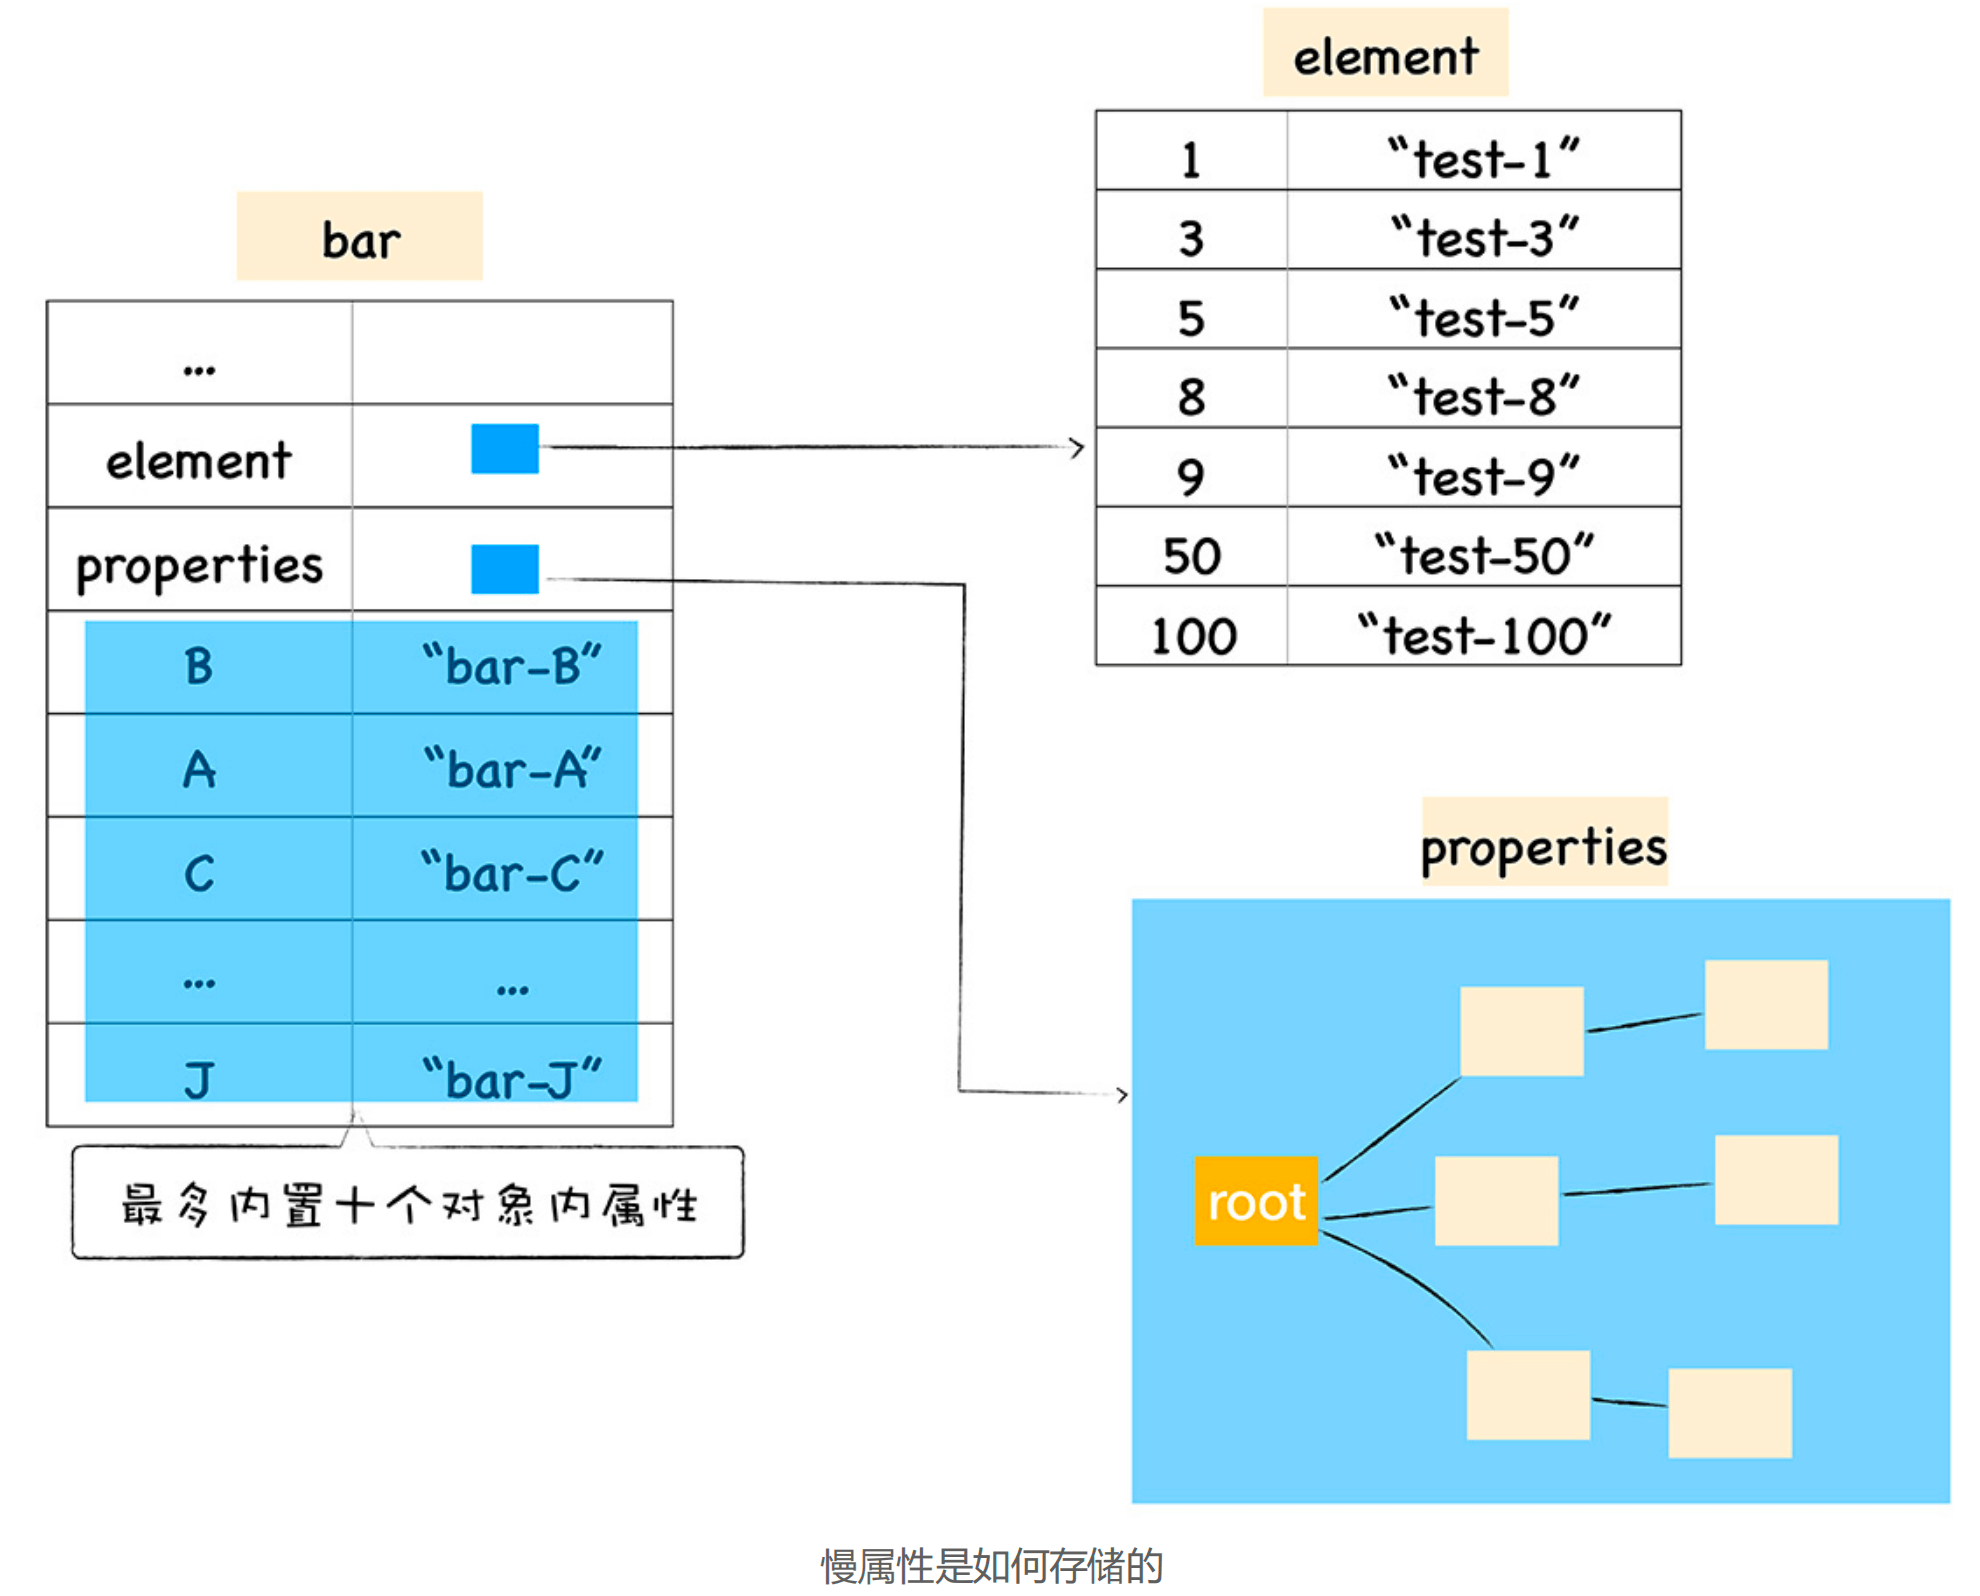 bar
...
element
properties
B “bar-B”
A “bar-A”
C “bar-C”
... ...
J “bar-J”
最多内置十个对象内属性
element
1 “test-1”
3 “test-3”
5 “test-5”
8 “test-8”
9 “test-9”
50 “test-50”
100 “test-100”
properties
root
慢属性是如何存储的